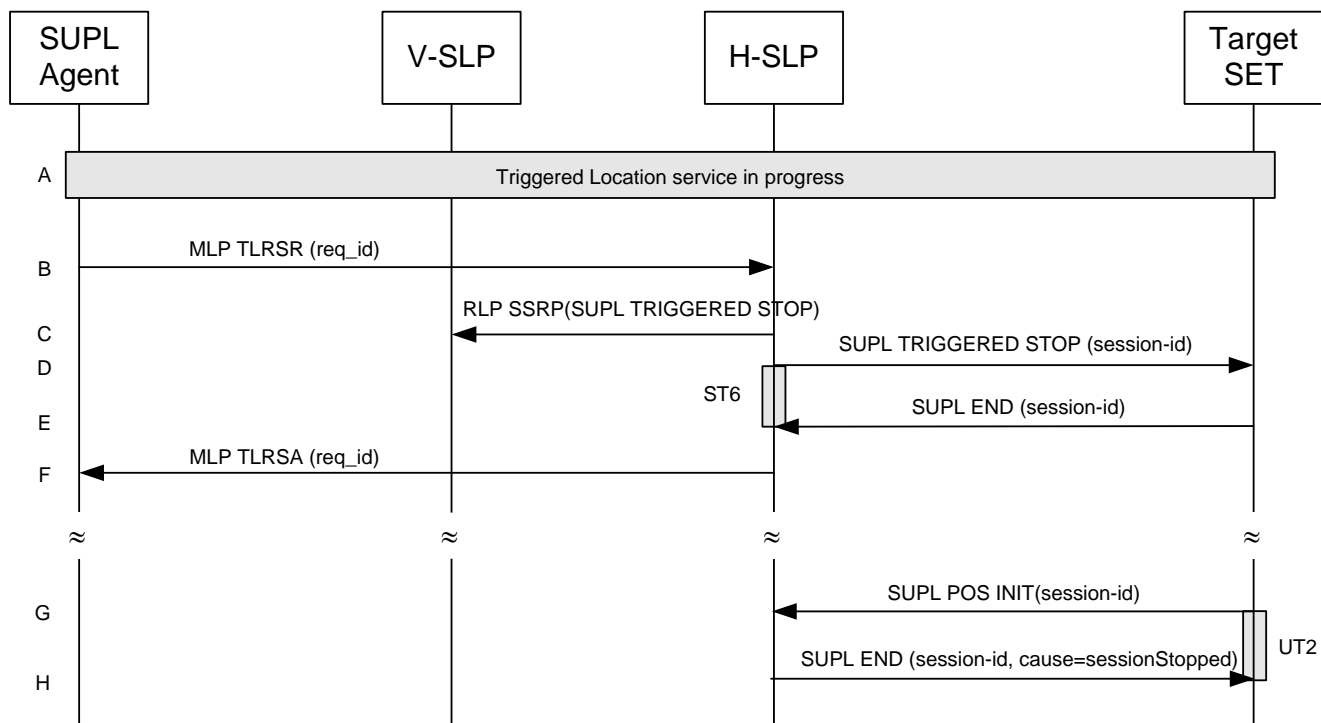 SUPL
Agent
V-SLP
H-SLP
Target
SET
A
Triggered Location service in progress
B
MLP TLRSR (req_id)
C
RLP SSRP(SUPL TRIGGERED STOP)
D
SUPL TRIGGERED STOP (session-id)
ST6
E
SUPL END (session-id)
F
MLP TLRSA (req_id)
≈ ≈ ≈ ≈
G
SUPL POS INIT(session-id)
UT2
H
SUPL END (session-id, cause=sessionStopped)